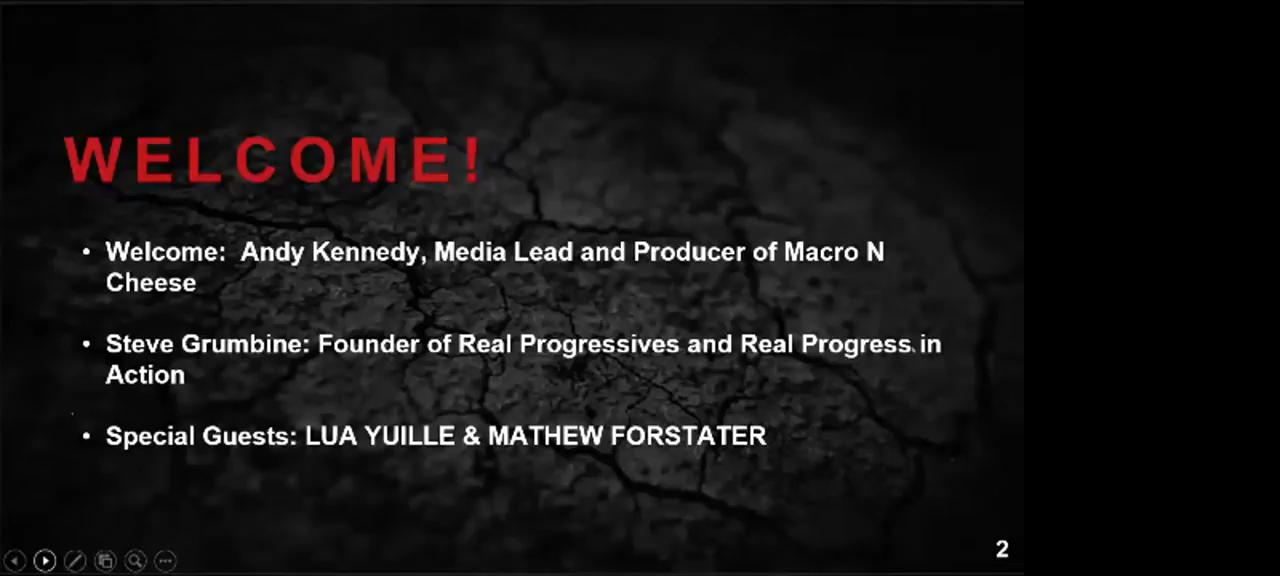 WELCOME!
• Welcome:  Andy Kennedy, Media Lead and Producer of Macro N
Cheese
• Steve Grumbine: Founder of Real Progressives and Real Progress in
Action
• Special Guests: LUA YUILLE & MATHEW FORSTATER
2